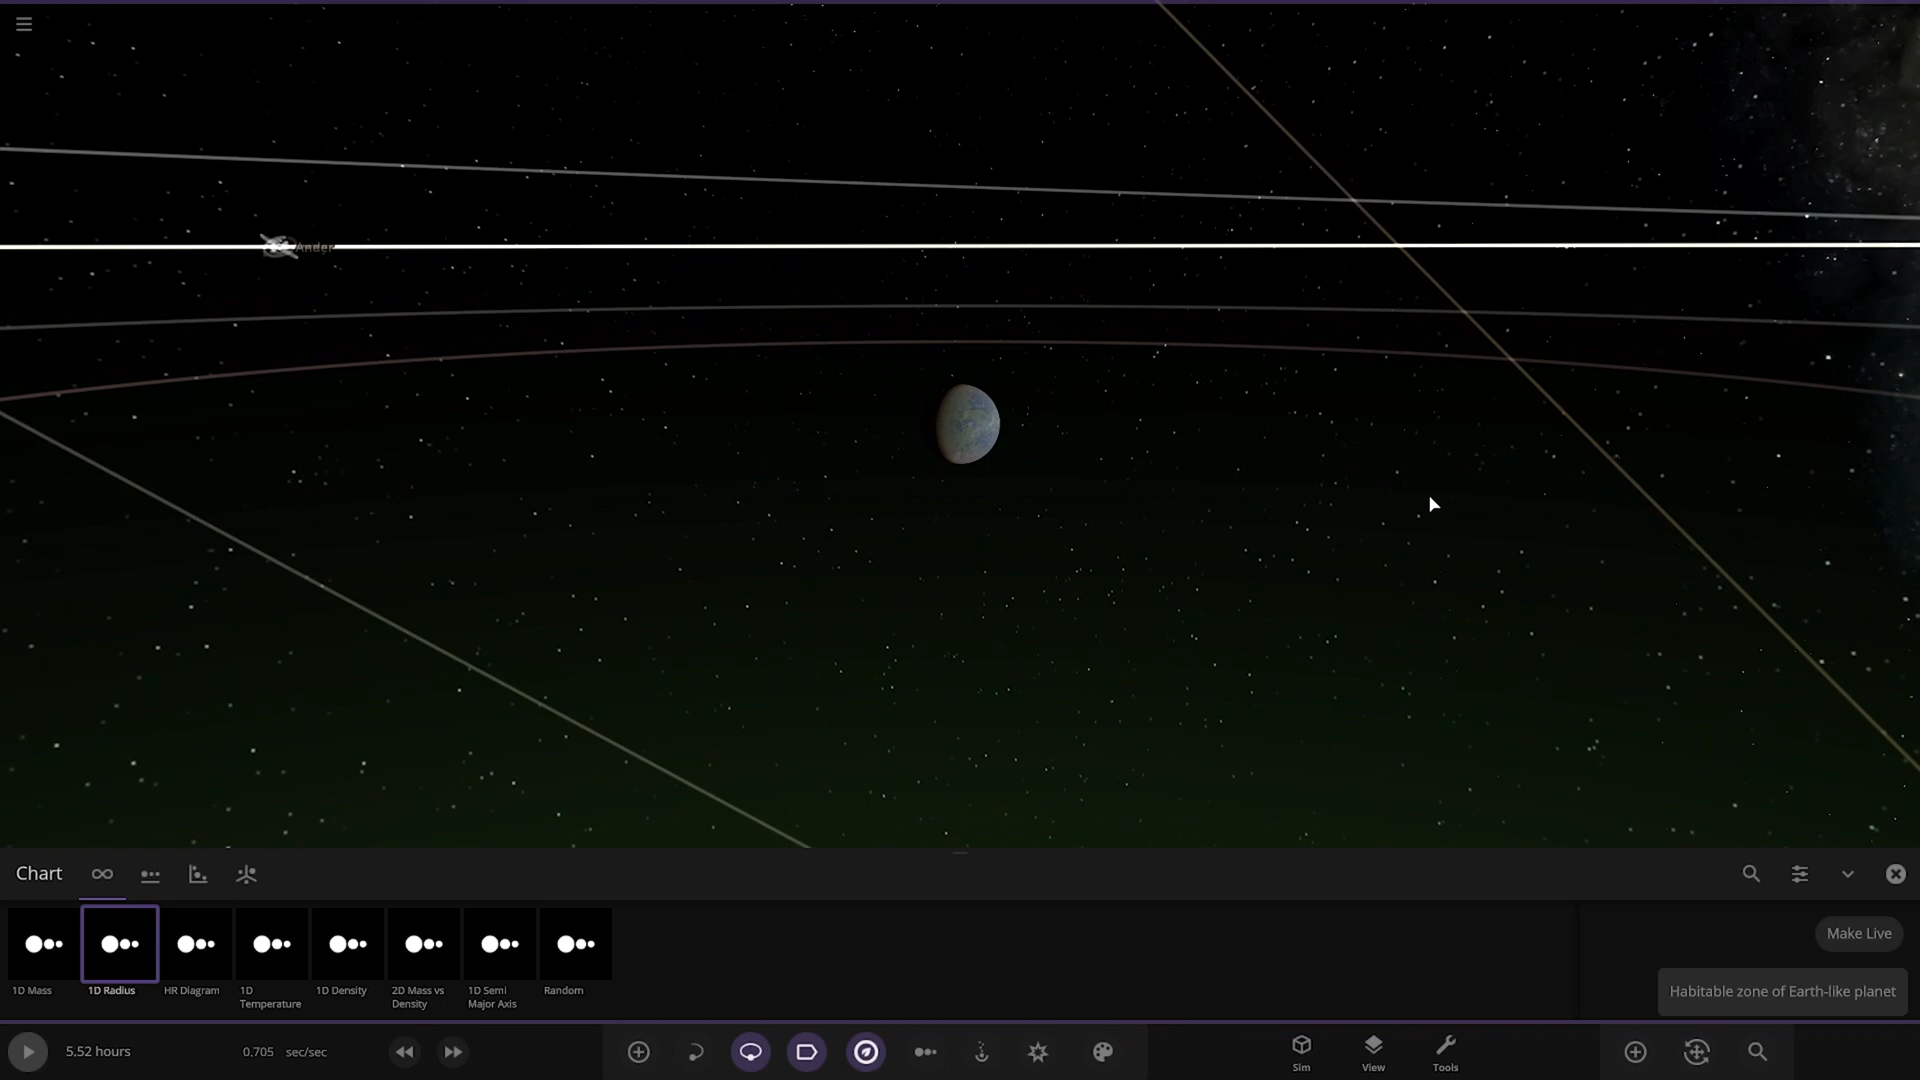 Ander
Chart
Make Live
1D Mass
1D Radius
HR Diagram
1D
Temperature
1D Density
2D Mass vs
Density
1D Semi
Major Axis
Random
Habitable zone of Earth-like planet
5.52 hours
0.705 sec/sec
Sim
View
Tools